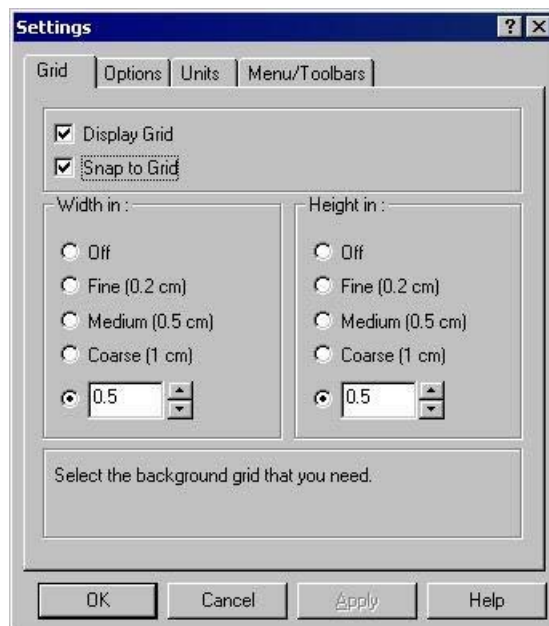 Settings
Grid Options Units Menu/Toolbars
Display Grid
Snap to Grid
Width in :
Off
Fine (0.2 cm)
Medium (0.5 cm)
Coarse (1 cm)
0.5
Height in :
Off
Fine (0.2 cm)
Medium (0.5 cm)
Coarse (1 cm)
0.5
Select the background grid that you need.
OK Cancel Apply Help